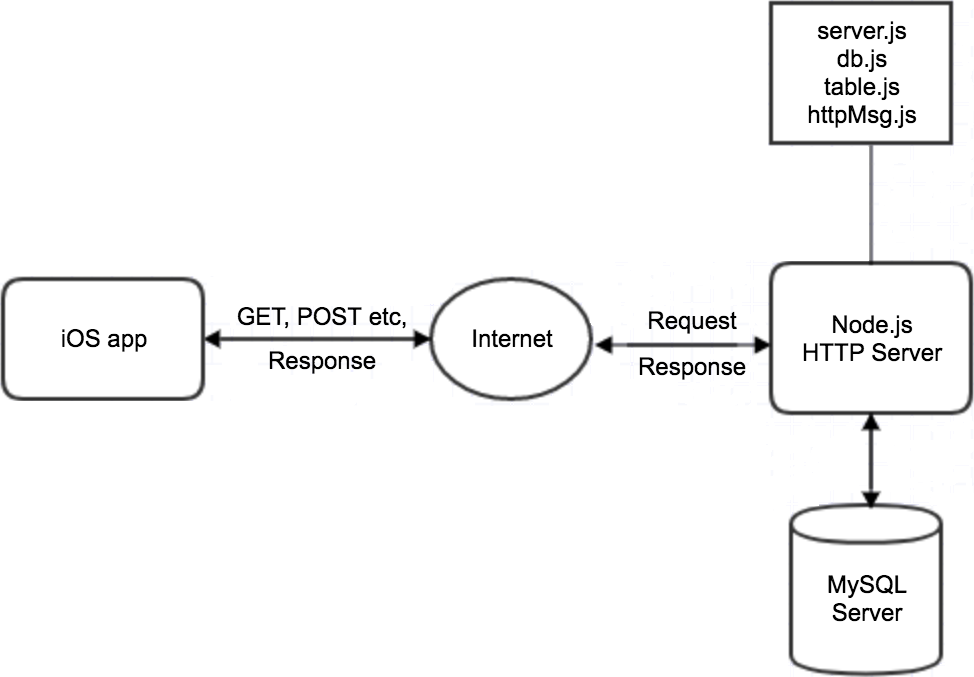 server.js
db.js
table.js
httpMsg.js
iOS app
GET, POST etc,
Response
Internet
Request
Response
Node.js
HTTP Server
MySQL
Server